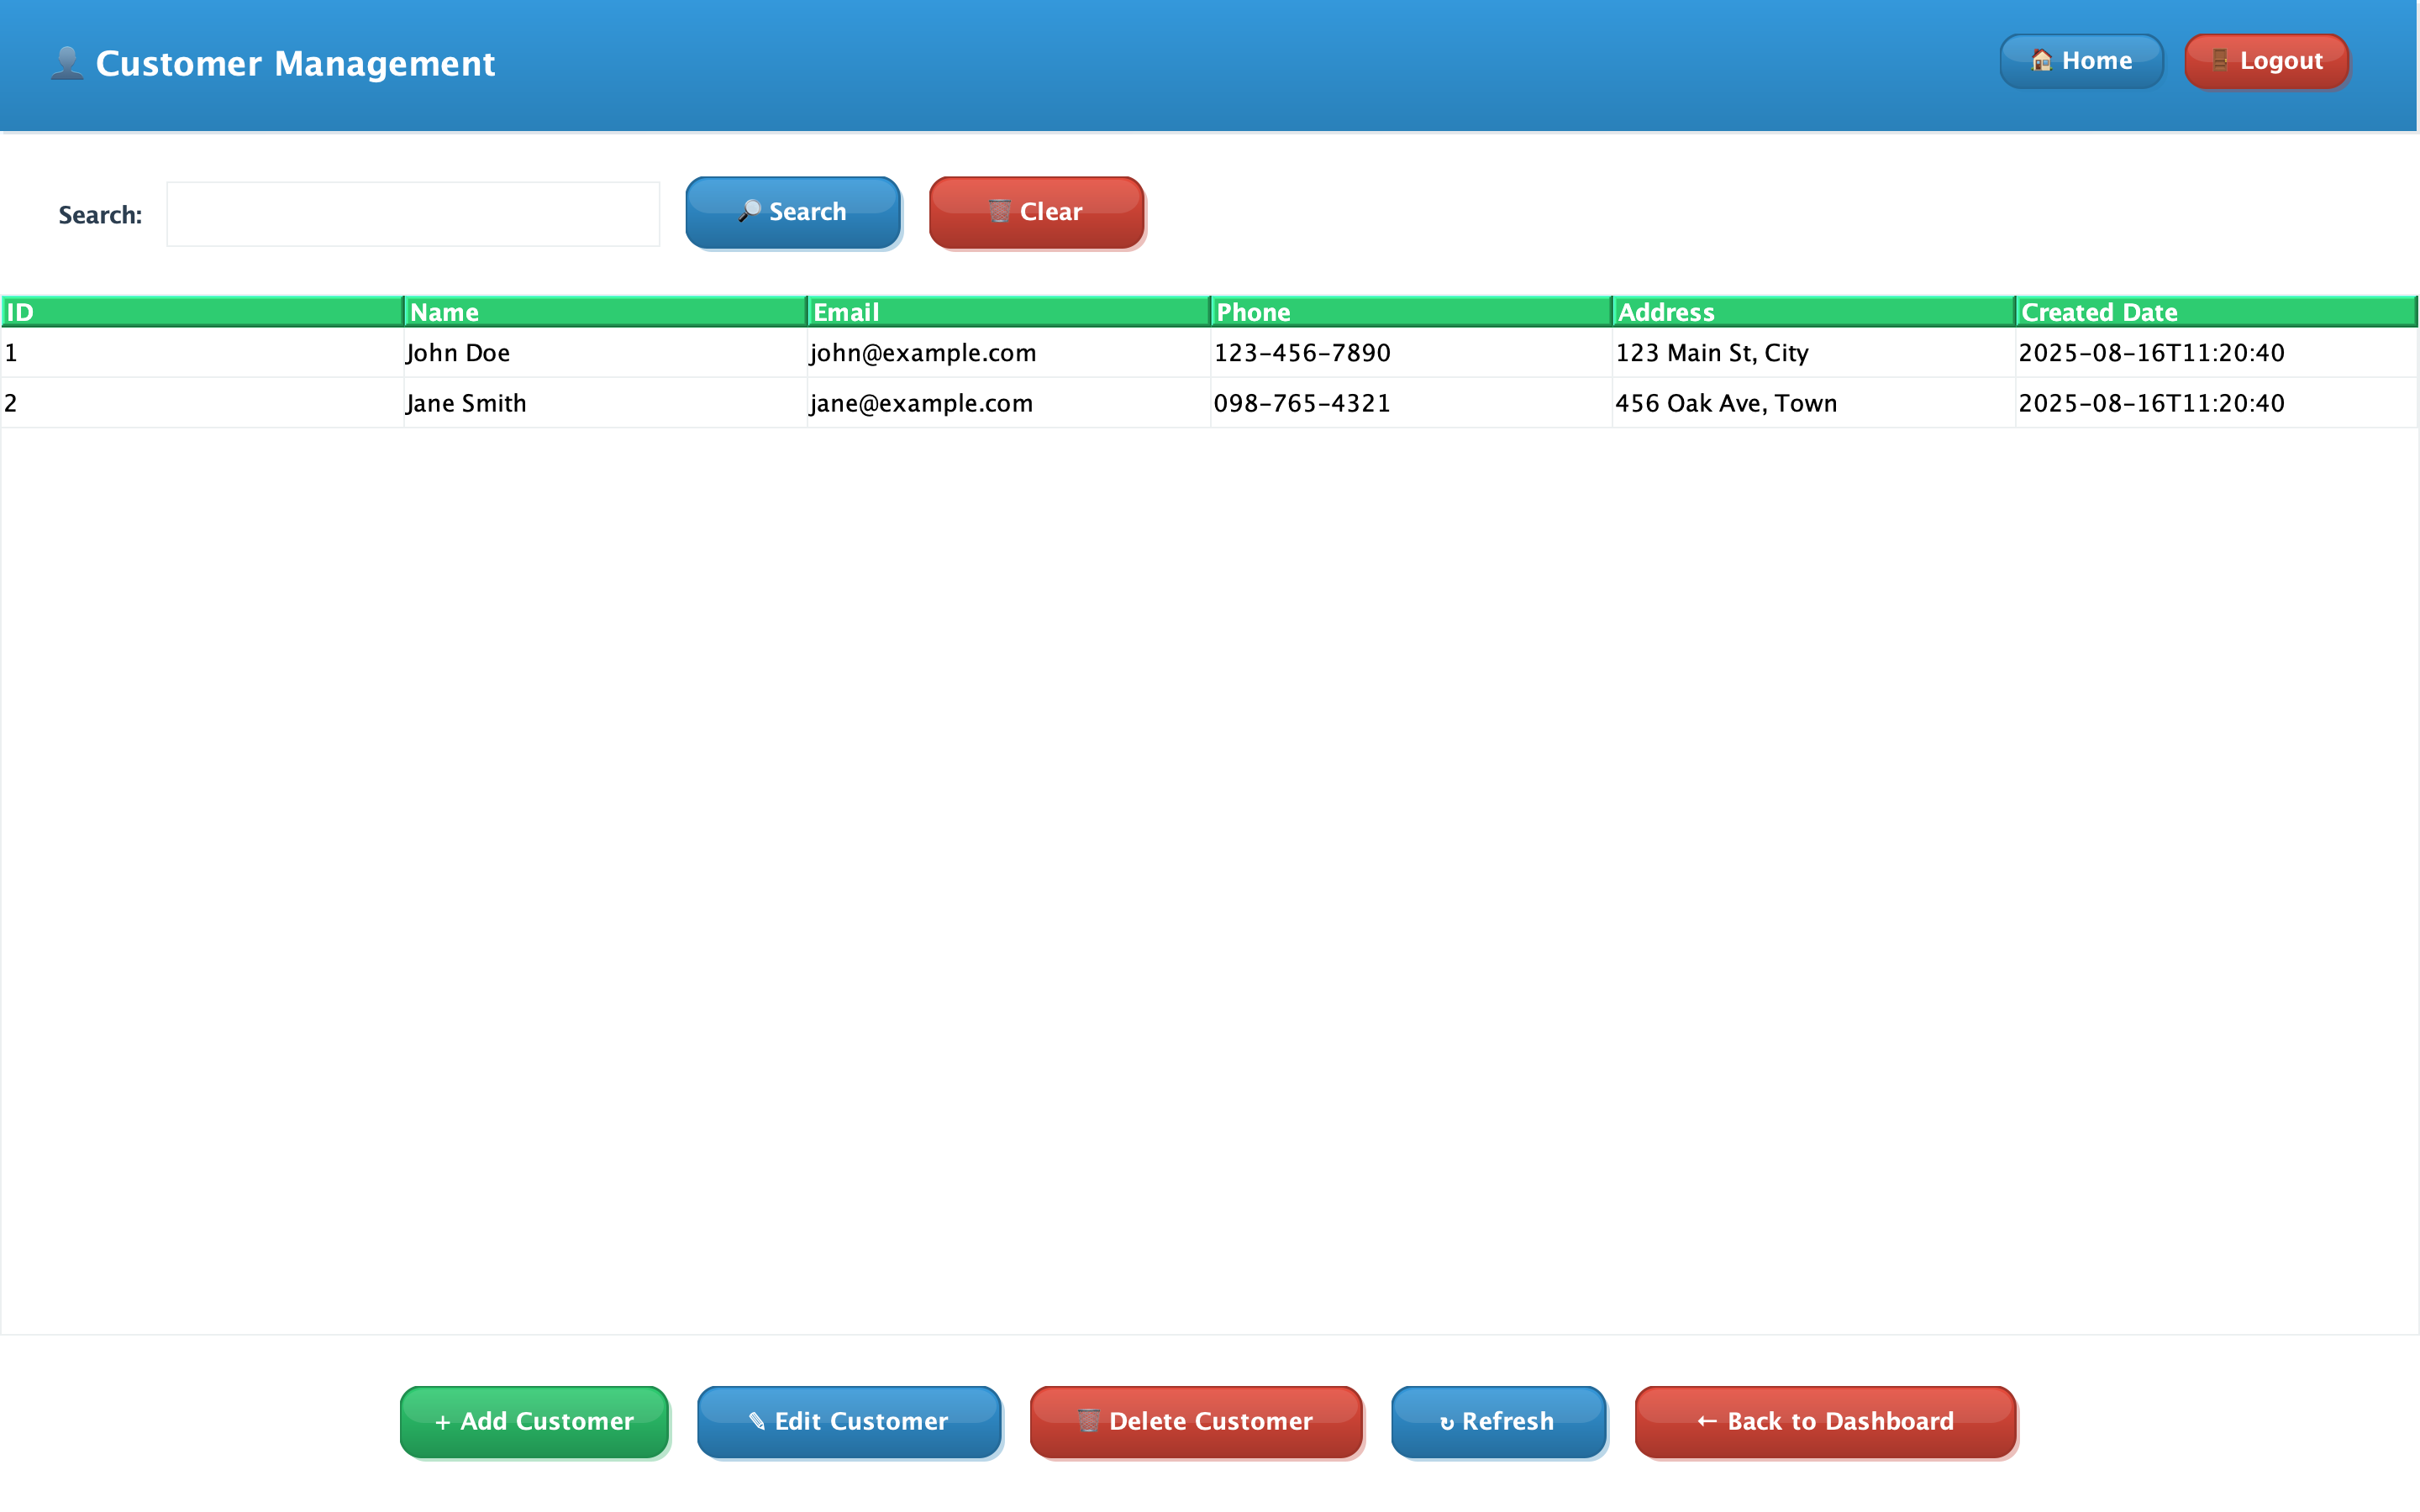 👤 Customer Management
🏠 Home
🚪 Logout
Search:
🔎 Search
🗑 Clear
ID Name Email Phone Address Created Date
1 John Doe john@example.com 123-456-7890 123 Main St, City 2025-08-16T11:20:40
2 Jane Smith jane@example.com 098-765-4321 456 Oak Ave, Town 2025-08-16T11:20:40
+ Add Customer
✎ Edit Customer
🗑 Delete Customer
↻ Refresh
← Back to Dashboard